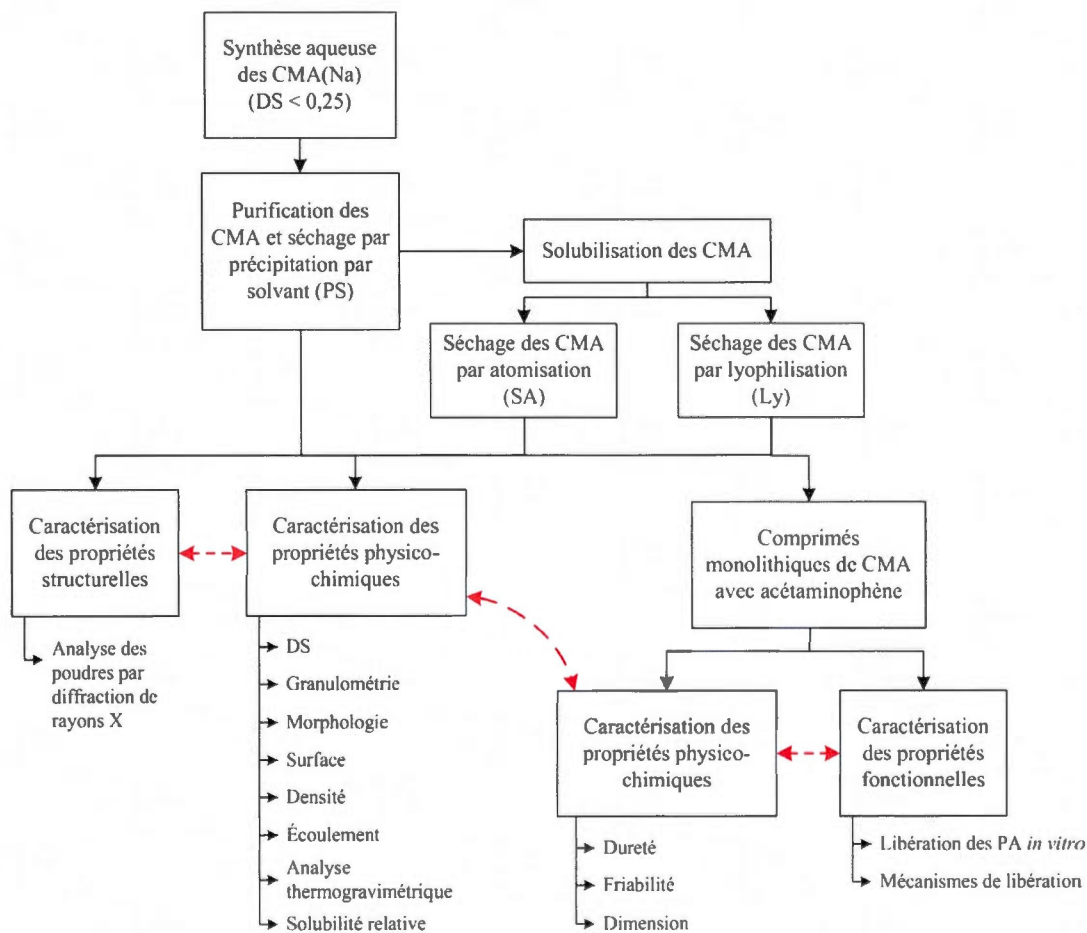 Synthèse aqueuse
des CMA(Na)
(DS < 0,25)
Purification des
CMA et séchage par
précipitation par
solvant (PS)
Solubilisation des CMA
Séchage des CMA
par atomisation
(SA)
Séchage des CMA
par lyophilisation
(Ly)
Caractérisation
des propriétés
structurelles
Analyse des
poudres par
diffraction de
rayons X
Caractérisation des
propriétés physico-
chimiques
DS
Granulométrie
Morphologie
Surface
Densité
Écoulement
Analyse
thermogravimétrique
Solubilité relative
Comprimés
monolithiques de CMA
avec acétaminophène
Caractérisation des
propriétés physico-
chimiques
Dureté
Friabilité
Dimension
Caractérisation
des propriétés
fonctionnelles
Libération des PA in vitro
Mécanismes de libération